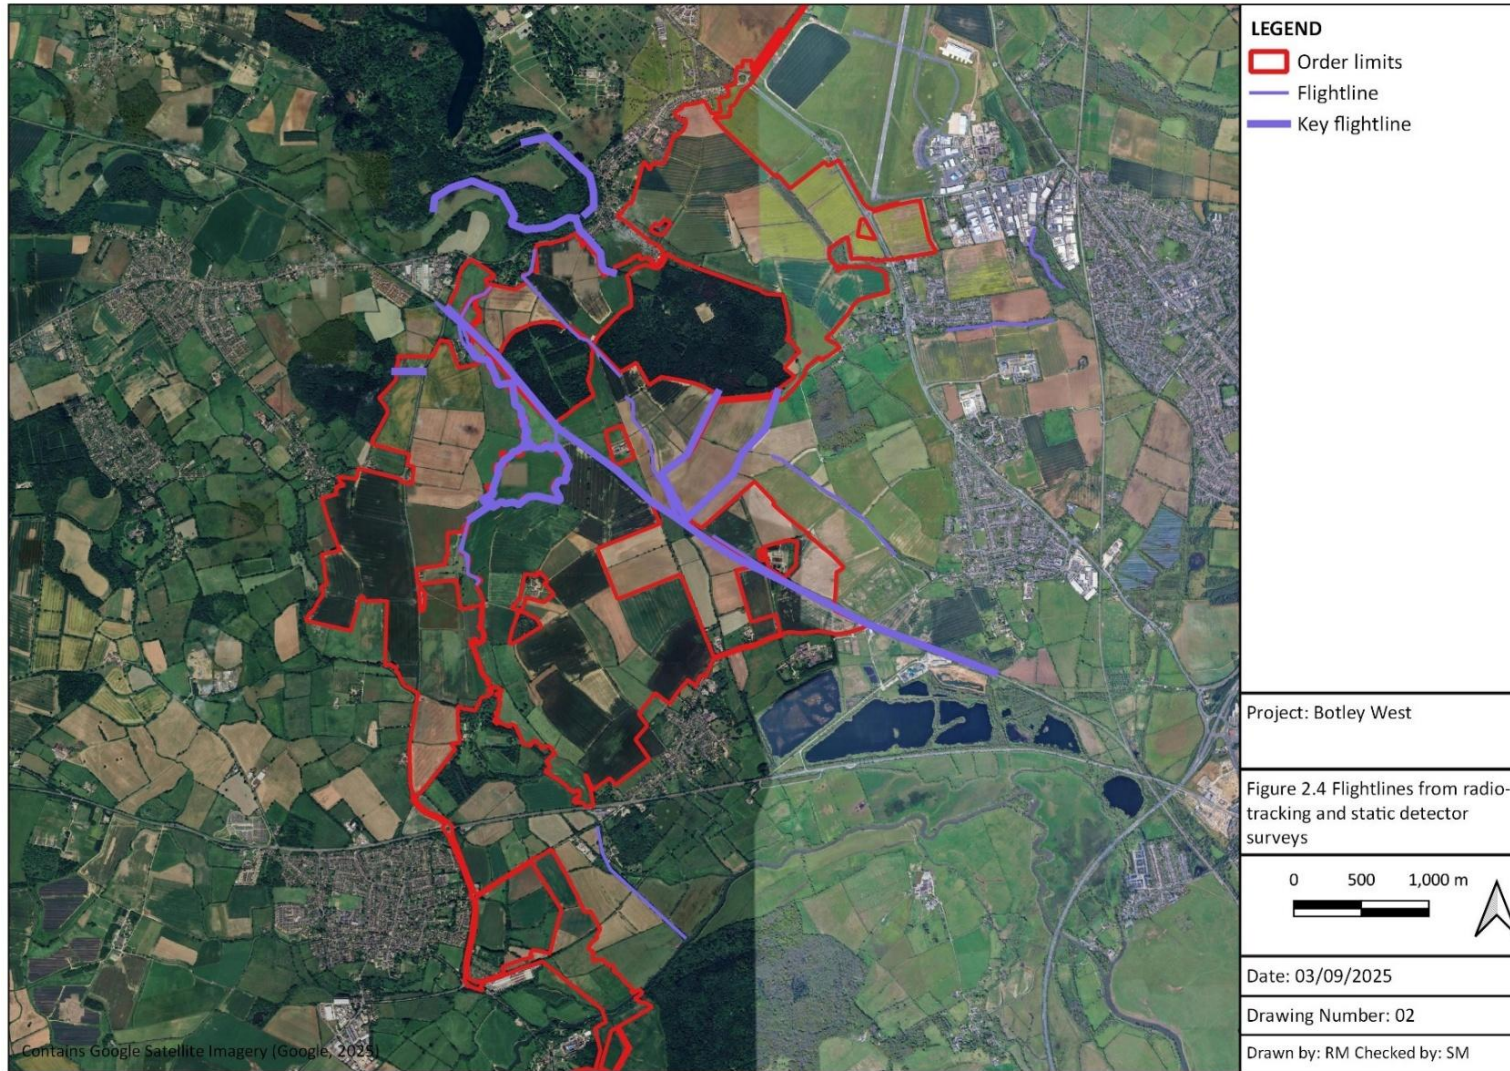 LEGEND
Order limits
Flightline
Key flightline
Project: Botley West
Figure 2.4 Flightlines from radio-
tracking and static detector
surveys
0 500 1,000 m
Date: 03/09/2025
Drawing Number: 02
Drawn by: RM Checked by: SM
Contains Google Satellite Imagery (Google, 2025)